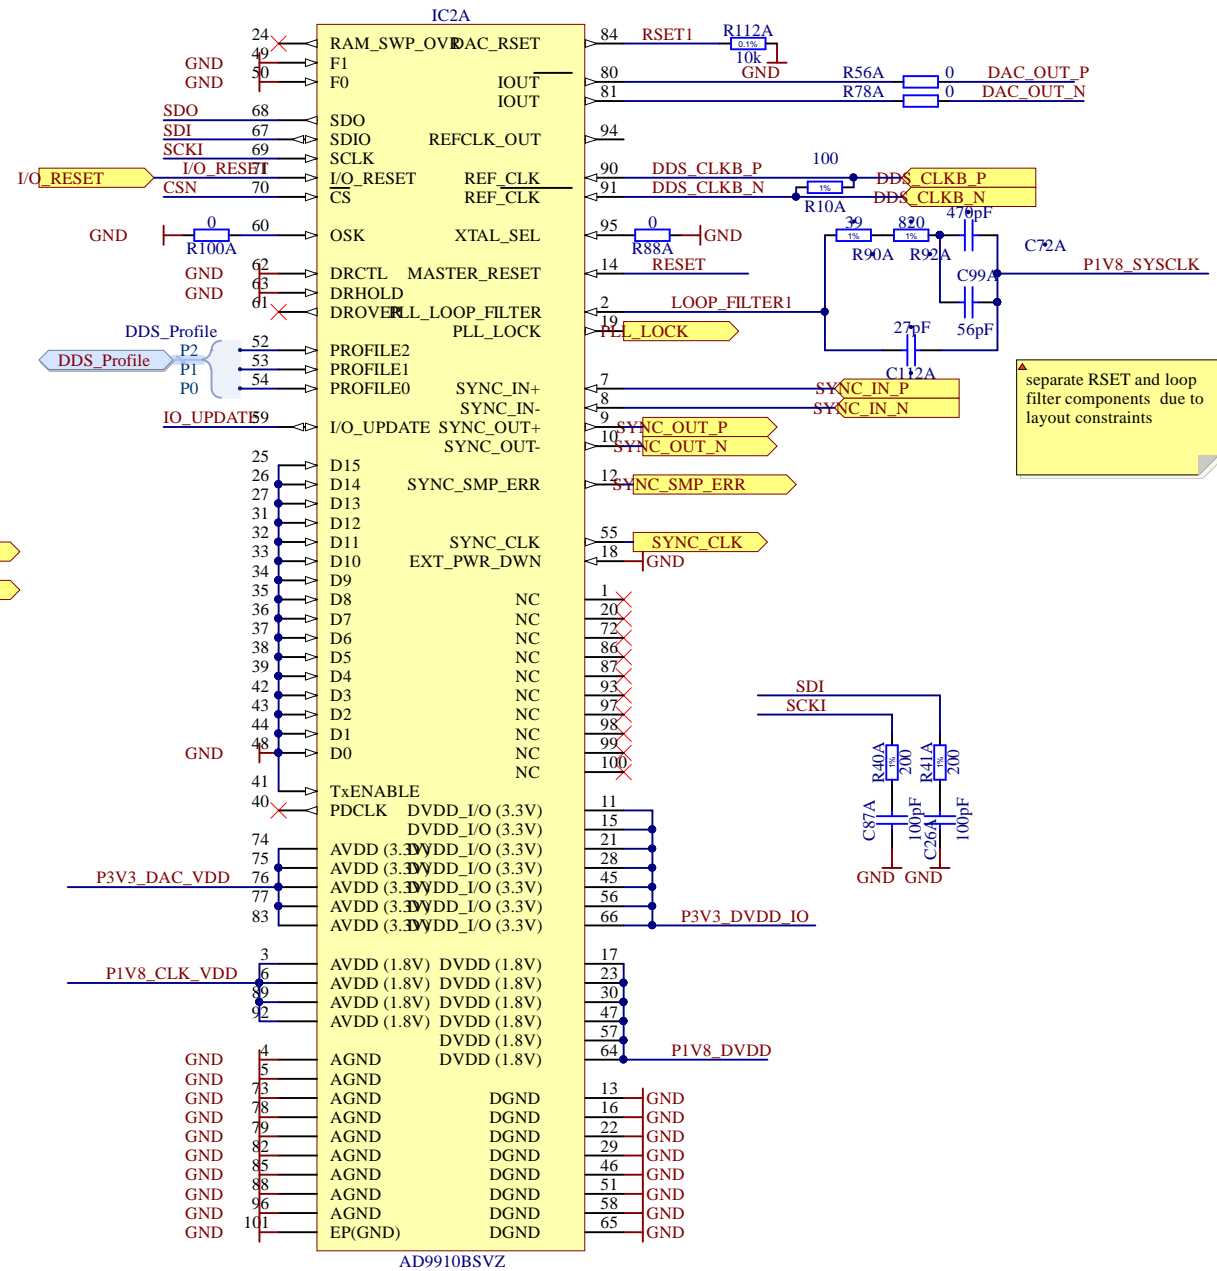 IC2A
24 RAM_SWP_OVR DAC_RSET 84 RSET1 R112A 0.1% 10k GND
GND 49 F1
GND 50 F0 IOUT 80 R56A 0 DAC_OUT_P
IOUT 81 R78A 0 DAC_OUT_N
SDO 68 SDO
SDI 67 SDIO REFCLK_OUT 94
SCKI 69 SCLK
I/O_RESET I/O_RESET 71 I/O_RESET REF_CLK 90 DDS_CLKB_P 100 DDS_CLKB_P
CSN 70 CS REF_CLK 91 DDS_CLKB_N 1% R10A DDS_CLKB_N
GND 0 R100A 60 OSK XTAL_SEL 95 0 R88A GND
39 1% R90A 820 1% R92A 470pF C72A
GND 62 DRCTL MASTER_RESET 14 RESET C99A 56pF P1V8_SYSCLK
GND 63 DRHOLD
61 DROVER PLL_LOOP_FILTER 2 LOOP_FILTER1
PLL_LOCK 19 PLL_LOCK 27pF C112A
DDS_Profile
DDS_Profile P2 52 PROFILE2
P1 53 PROFILE1
P0 54 PROFILE0 SYNC_IN+ 7 SYNC_IN_P
SYNC_IN- 8 SYNC_IN_N
IO_UPDATE 59 I/O_UPDATE SYNC_OUT+ 9 SYNC_OUT_P
SYNC_OUT- 10 SYNC_OUT_N
separate RSET and loop
filter components due to
layout constraints
25 D15
26 D14 SYNC_SMP_ERR 12 SYNC_SMP_ERR
27 D13
31 D12
32 D11 SYNC_CLK 55 SYNC_CLK
33 D10 EXT_PWR_DWN 18 GND
34 D9
35 D8 NC 1
36 D7 NC 20
37 D6 NC 72
38 D5 NC 86
39 D4 NC 87
42 D3 NC 93
43 D2 NC 97
44 D1 NC 98
GND 48 D0 NC 99
NC 100
SDI
SCKI
R40A 1% 200 R41A 1% 200
C87A 100pF C26A 100pF
GND GND
41 TxENABLE
40 PDCLK DVDD_I/O (3.3V) 11
DVDD_I/O (3.3V) 15
74 AVDD (3.3V) DVDD_I/O (3.3V) 21
75 AVDD (3.3V) DVDD_I/O (3.3V) 28
P3V3_DAC_VDD 76 AVDD (3.3V) DVDD_I/O (3.3V) 45
77 AVDD (3.3V) DVDD_I/O (3.3V) 56
83 AVDD (3.3V) DVDD_I/O (3.3V) 66 P3V3_DVDD_IO
3 AVDD (1.8V) DVDD (1.8V) 17
P1V8_CLK_VDD 6 AVDD (1.8V) DVDD (1.8V) 23
89 AVDD (1.8V) DVDD (1.8V) 30
92 AVDD (1.8V) DVDD (1.8V) 47
DVDD (1.8V) 57
GND 4 AGND DVDD (1.8V) 64 P1V8_DVDD
GND 5 AGND
GND 73 AGND DGND 13 GND
GND 78 AGND DGND 16 GND
GND 79 AGND DGND 22 GND
GND 82 AGND DGND 29 GND
GND 85 AGND DGND 46 GND
GND 88 AGND DGND 51 GND
GND 96 AGND DGND 58 GND
GND 101 EP(GND) DGND 65 GND
AD9910BSVZ